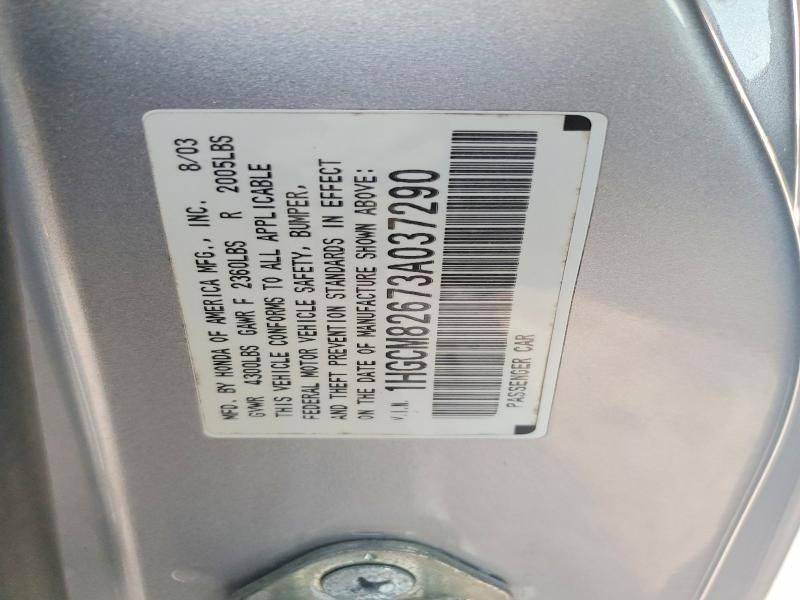 MFD. BY HONDA OF AMERICA MFG., INC. 8/03
GVWR 4300LBS GAWR F 2360LBS R 2005LBS
THIS VEHICLE CONFORMS TO ALL APPLICABLE
FEDERAL MOTOR VEHICLE SAFETY, BUMPER,
AND THEFT PREVENTION STANDARDS IN EFFECT
ON THE DATE OF MANUFACTURE SHOWN ABOVE:
V.I.N. 1HGCM82673A037290
PASSENGER CAR